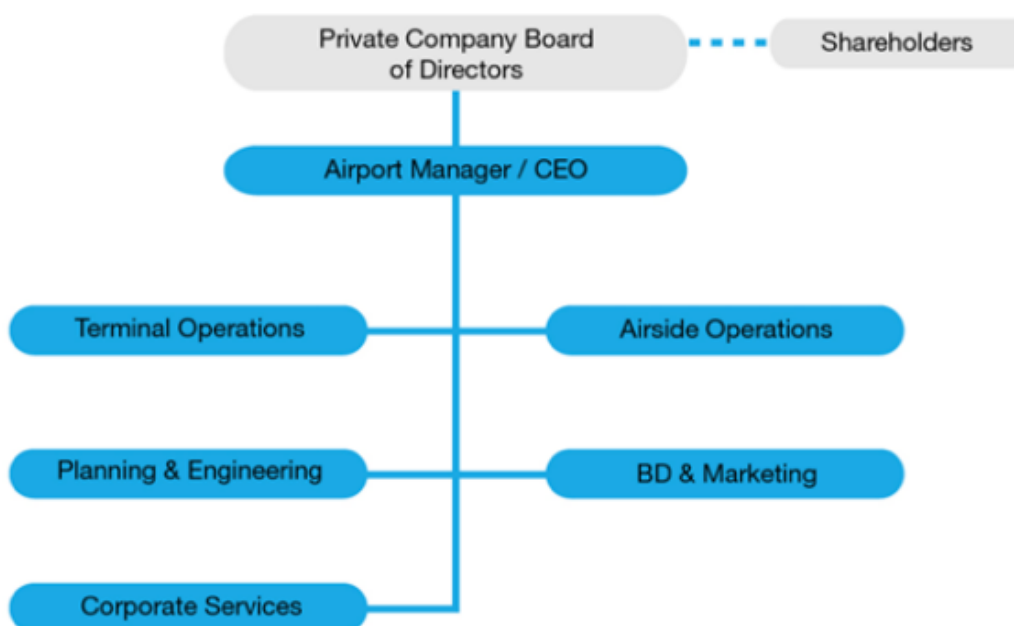 Private Company Board
of Directors
Shareholders
Airport Manager / CEO
Terminal Operations
Airside Operations
Planning & Engineering
BD & Marketing
Corporate Services